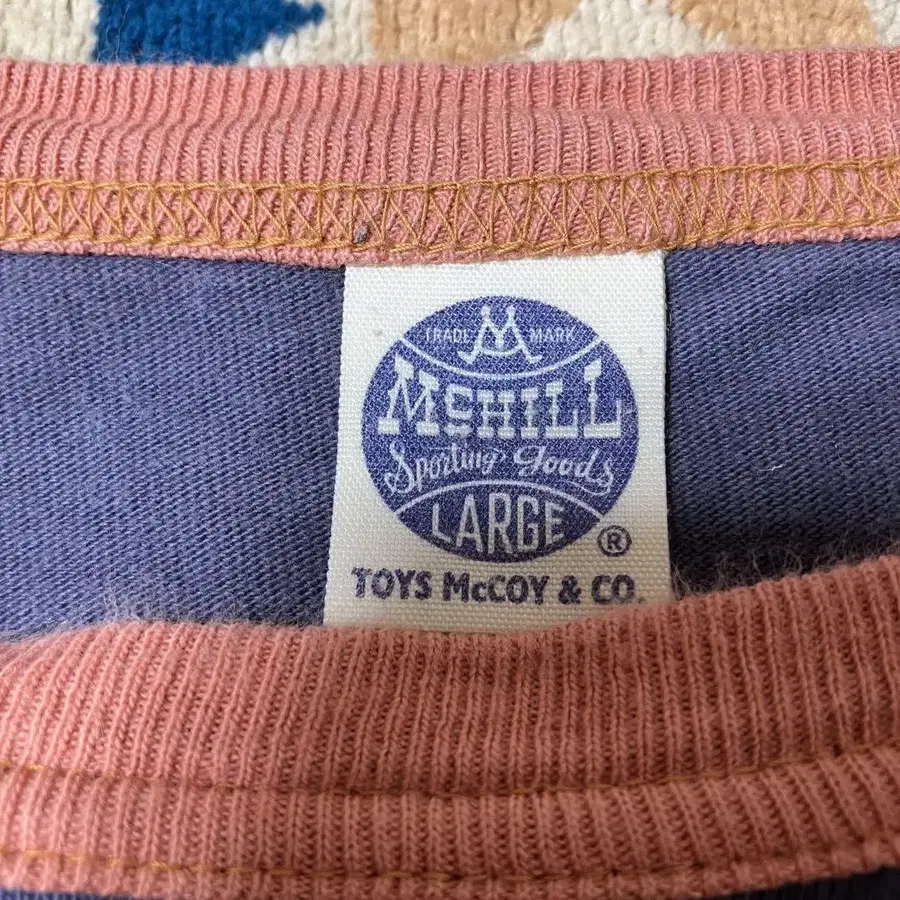 TRADE MARK
McHILL
Sporting Goods
LARGE
®
TOYS McCOY & CO.